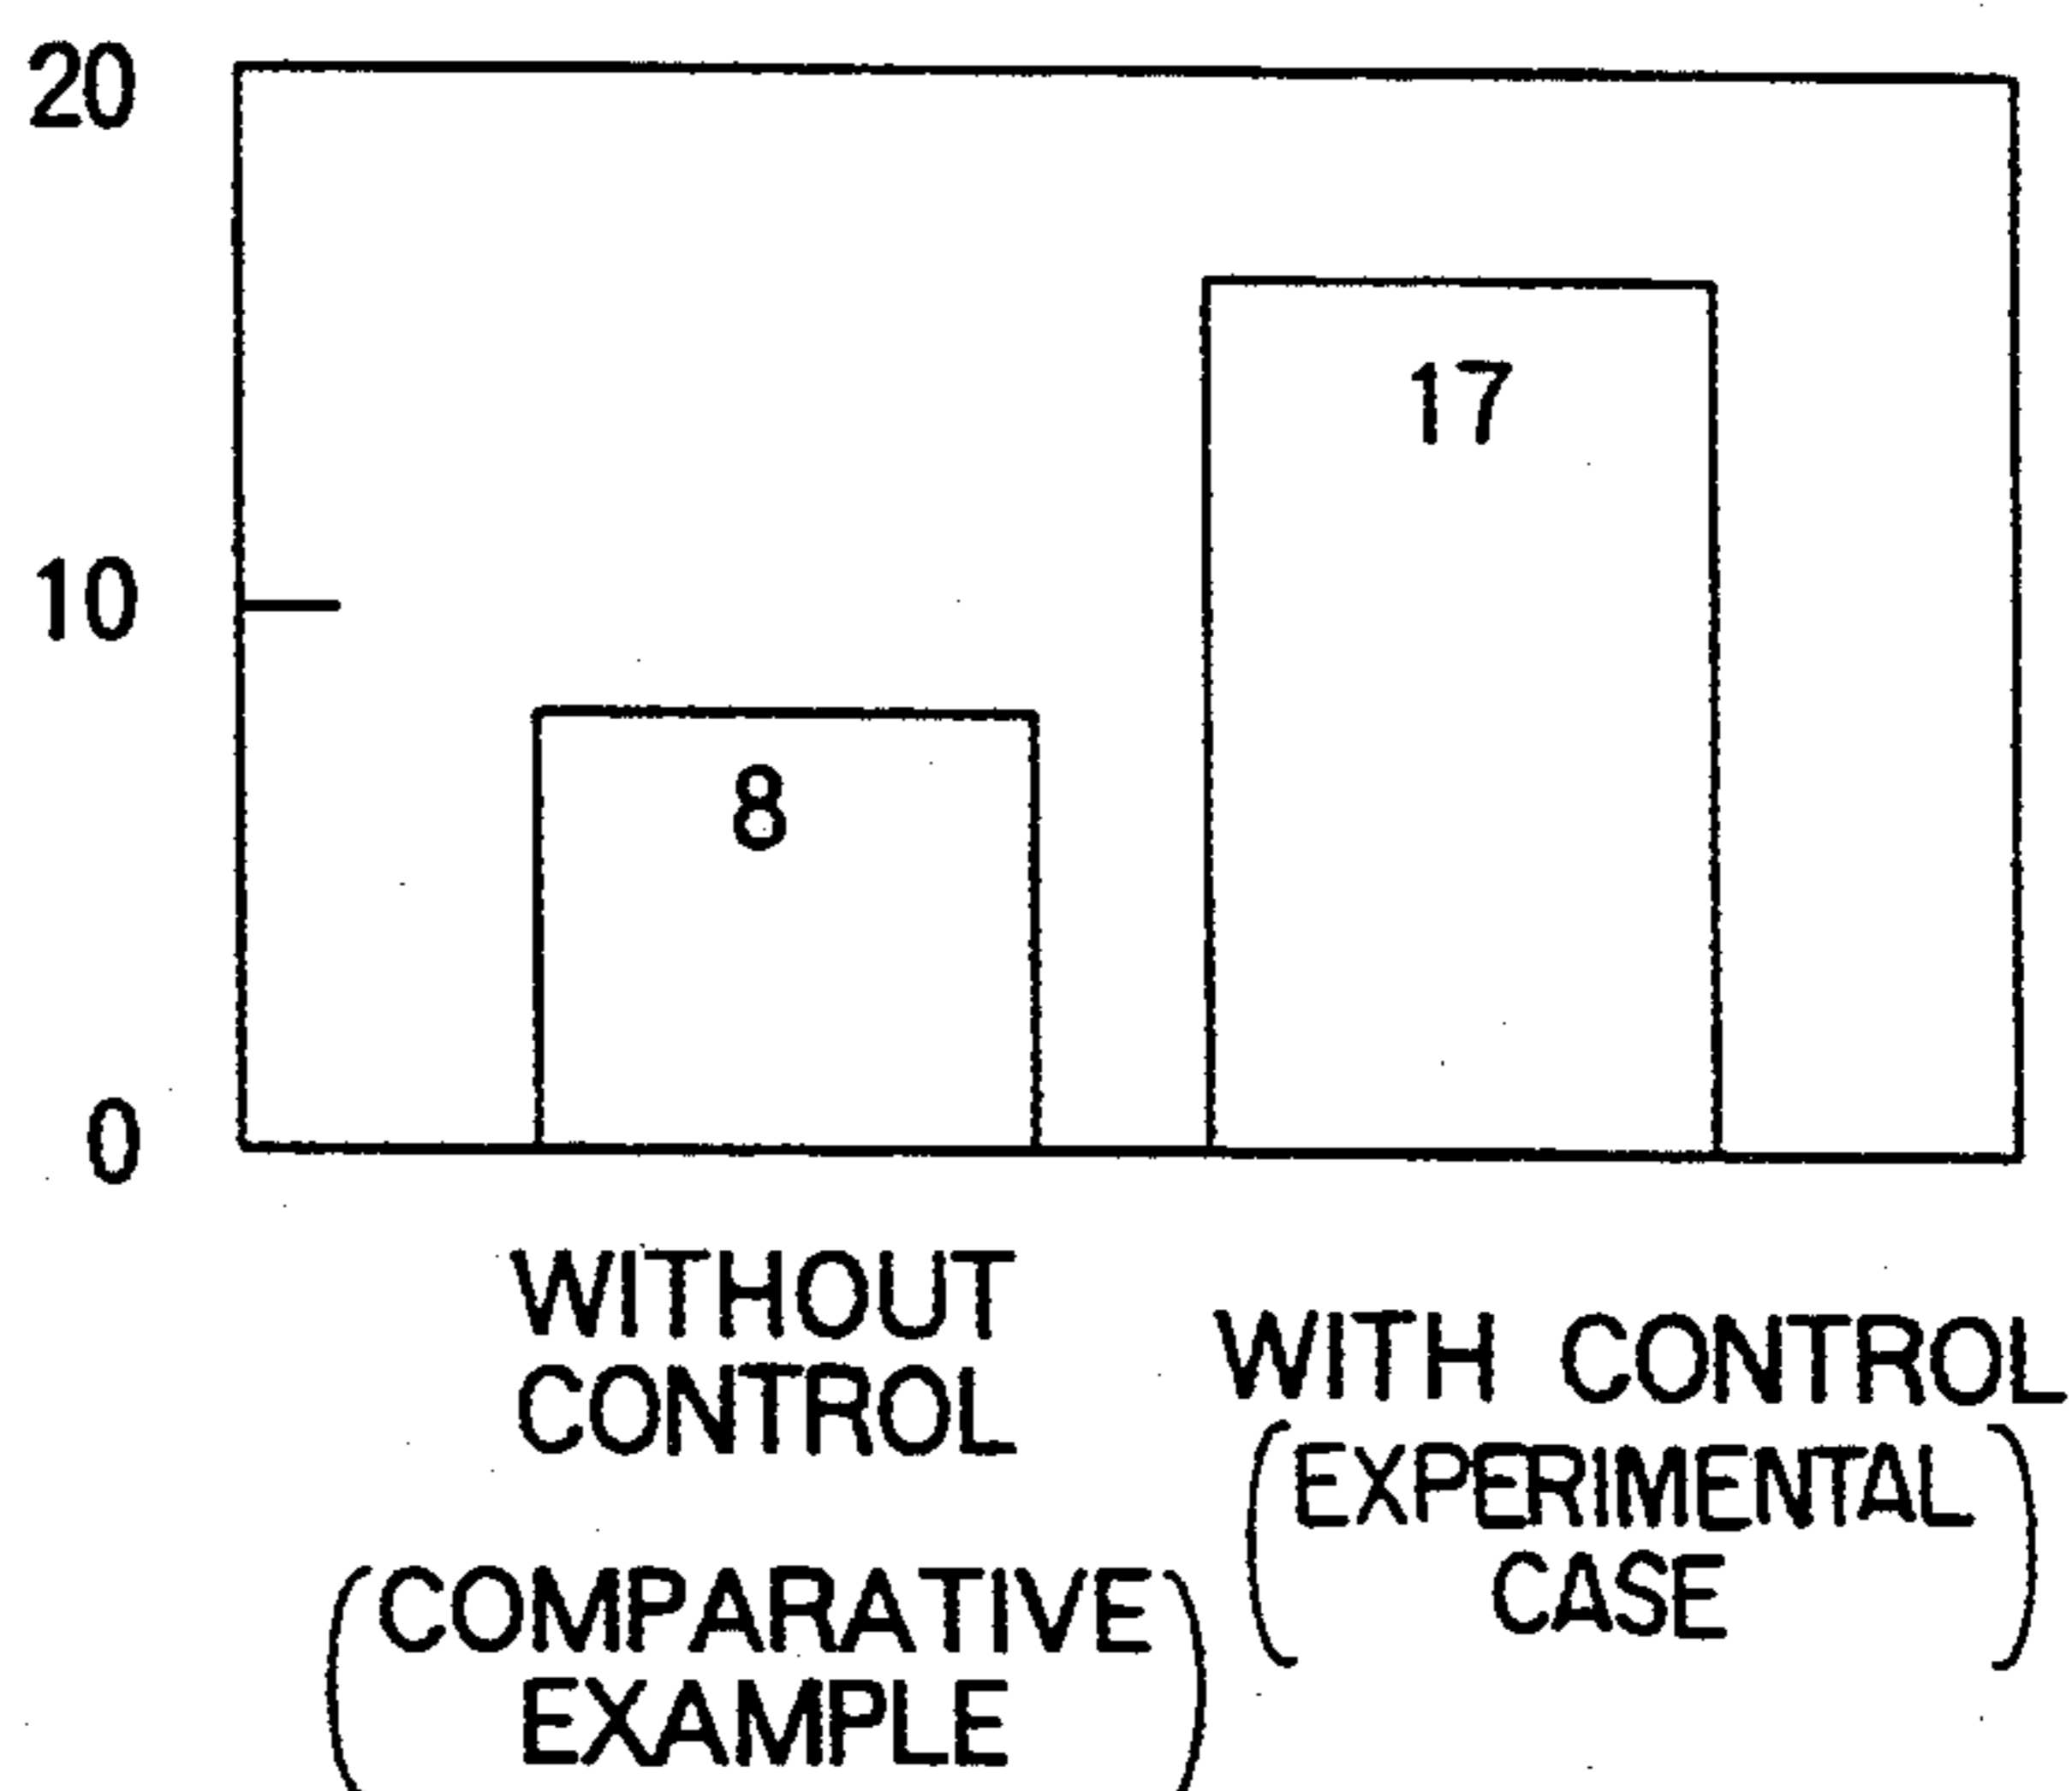 20
10
0
8
17
WITHOUT
CONTROL
(COMPARATIVE
EXAMPLE)
WITH CONTROL
(EXPERIMENTAL
CASE)